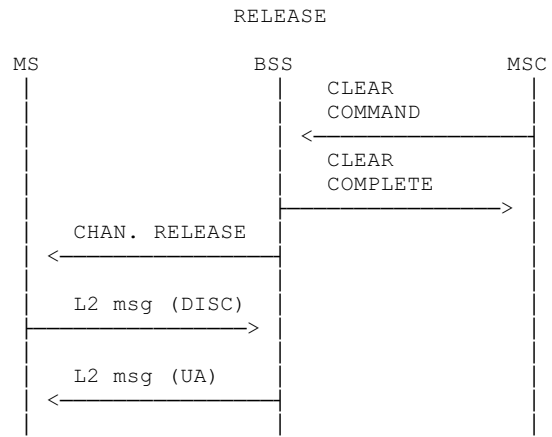 RELEASE
MS BSS MSC
CLEAR
COMMAND
CLEAR
COMPLETE
CHAN. RELEASE
L2 msg (DISC)
L2 msg (UA)